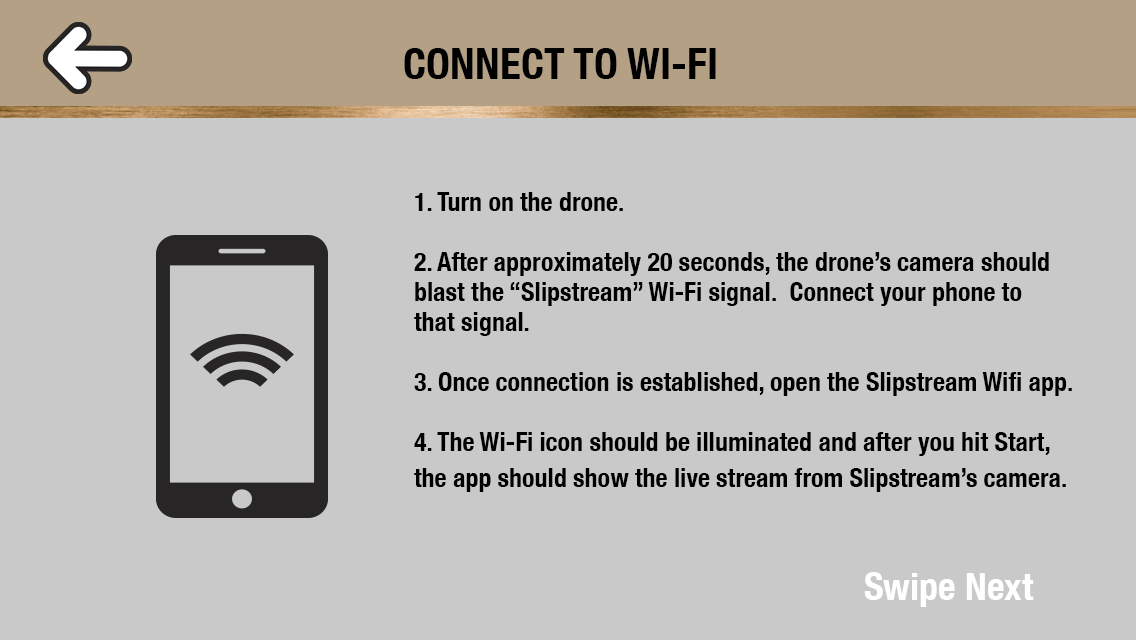 CONNECT TO WI-FI
1. Turn on the drone.
2. After approximately 20 seconds, the drone’s camera should
blast the “Slipstream” Wi-Fi signal.  Connect your phone to
that signal.
3. Once connection is established, open the Slipstream Wifi app.
4. The Wi-Fi icon should be illuminated and after you hit Start,
the app should show the live stream from Slipstream’s camera.
Swipe Next